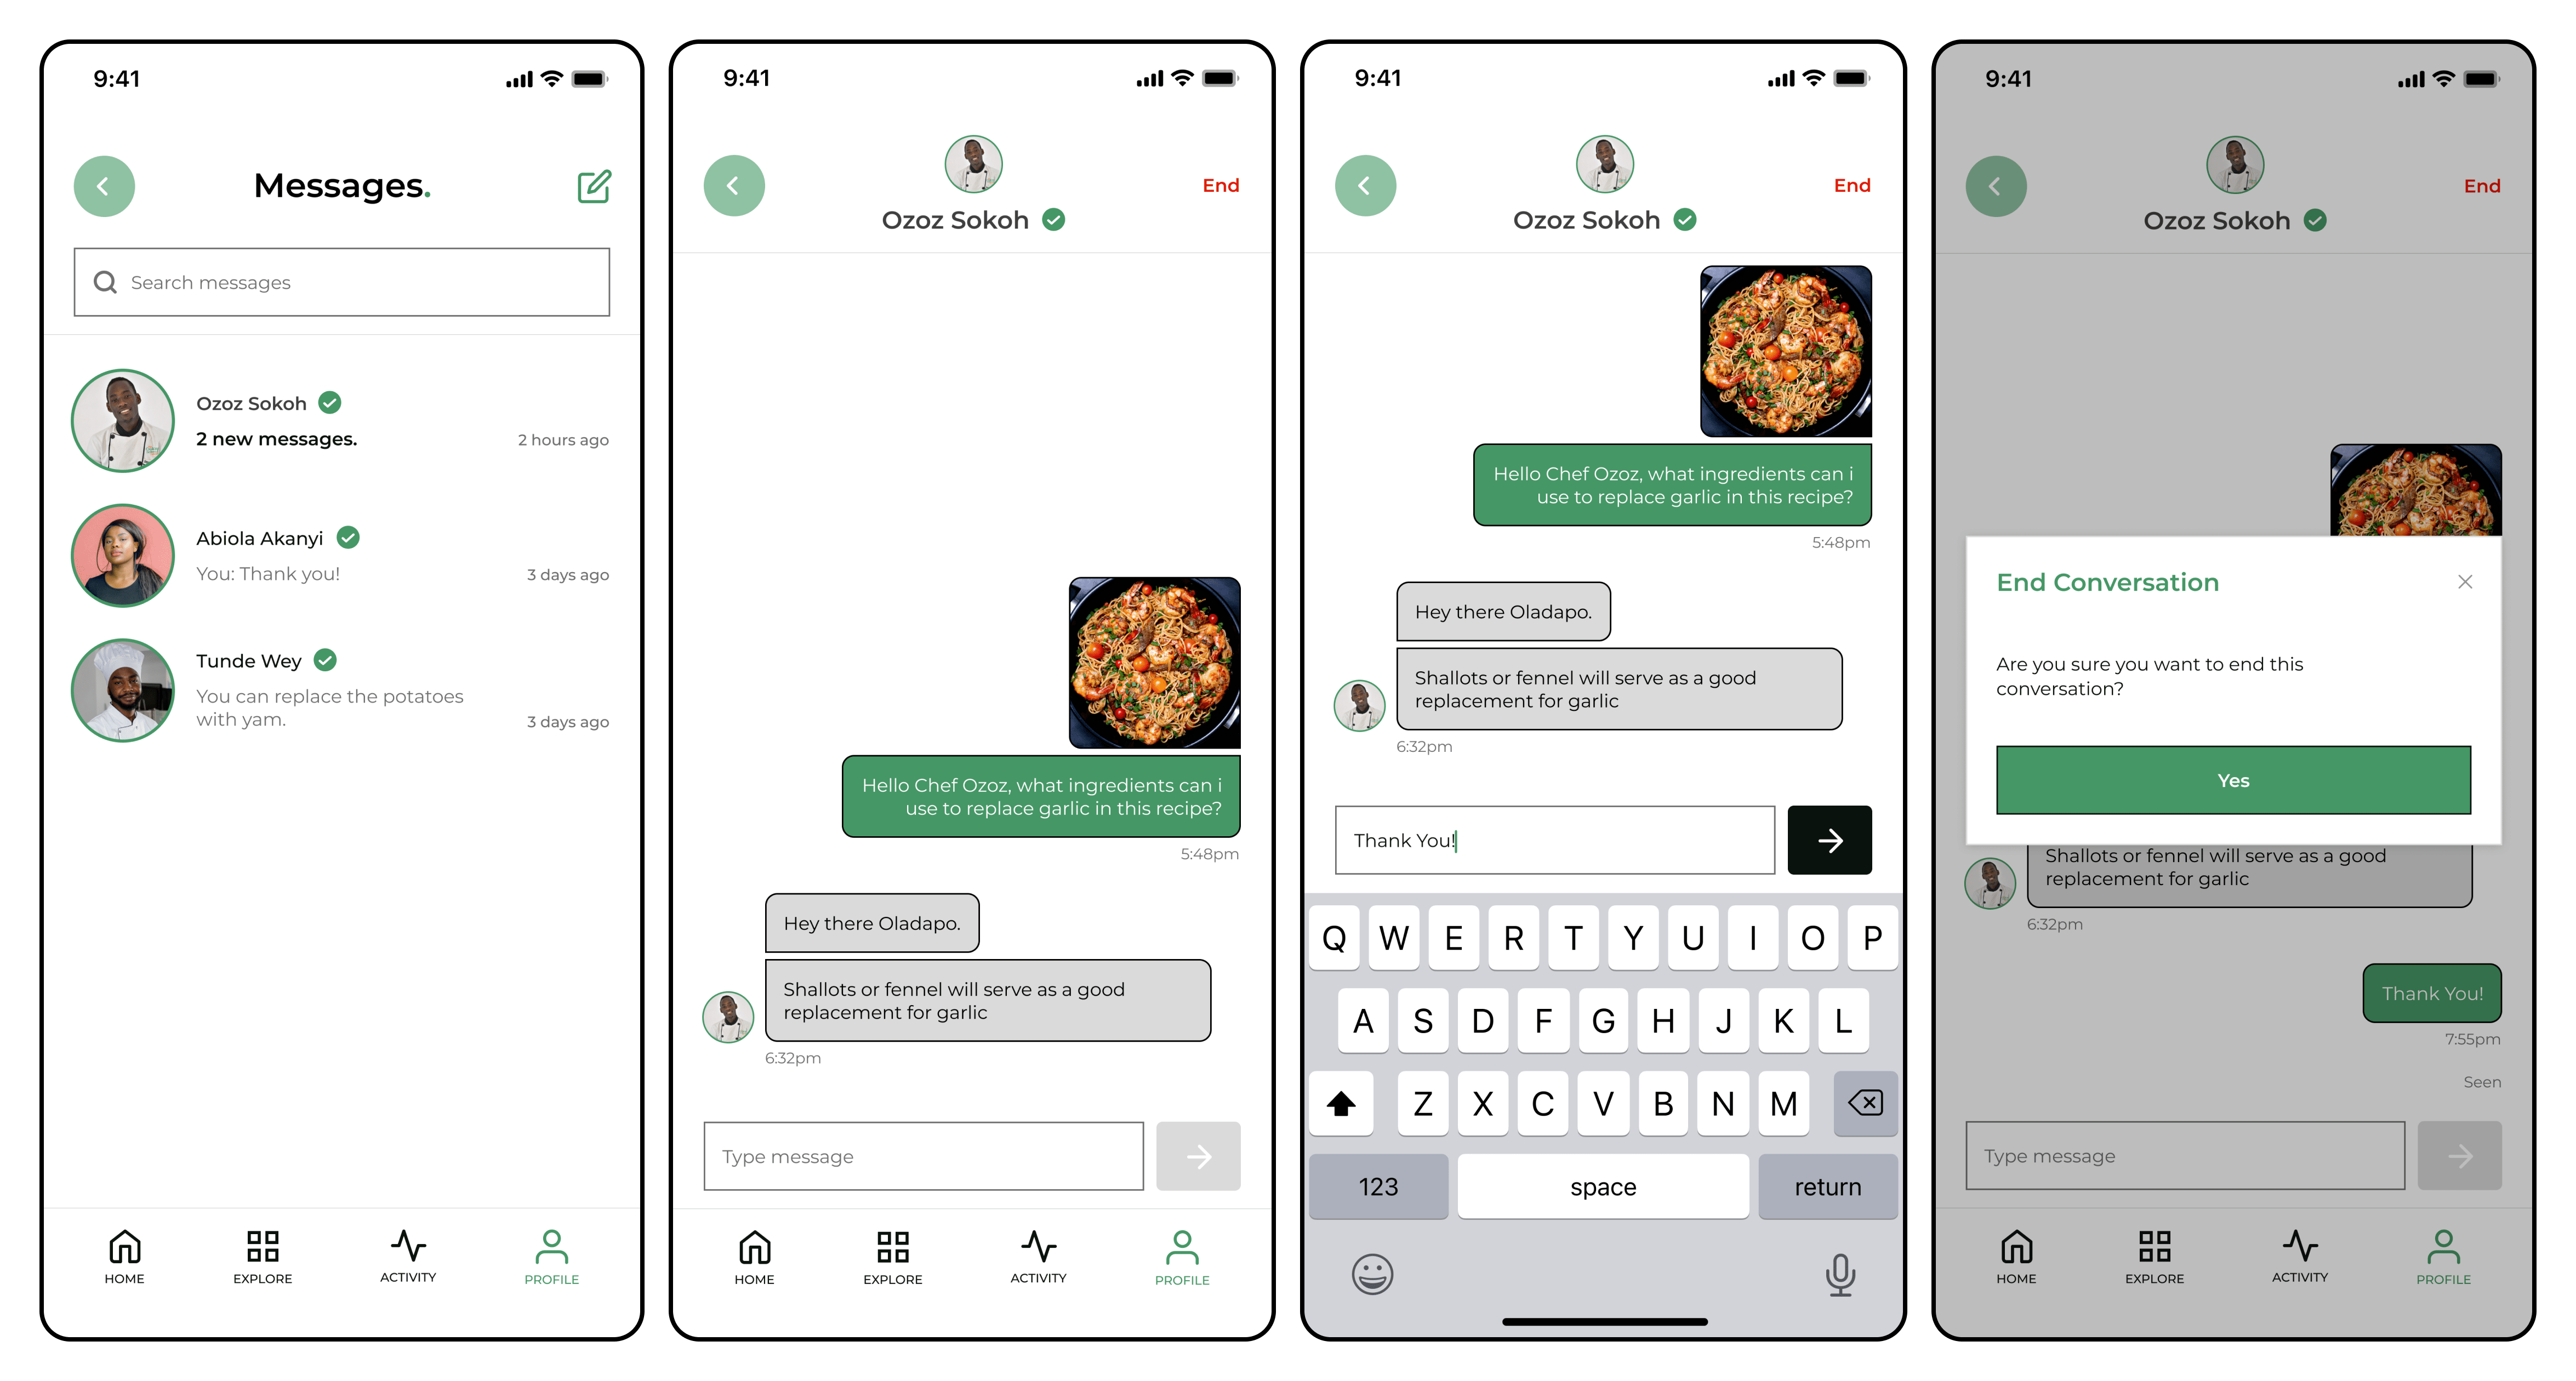 9:41
Messages.
Search messages
Ozoz Sokoh
2 new messages.
2 hours ago
Abiola Akanyi
You: Thank you!
3 days ago
Tunde Wey
You can replace the potatoes
with yam.
3 days ago
HOME
EXPLORE
ACTIVITY
PROFILE
9:41
End
Ozoz Sokoh
Hello Chef Ozoz, what ingredients can i
use to replace garlic in this recipe?
5:48pm
Hey there Oladapo.
Shallots or fennel will serve as a good
replacement for garlic
6:32pm
Type message
HOME
EXPLORE
ACTIVITY
PROFILE
9:41
End
Ozoz Sokoh
Hello Chef Ozoz, what ingredients can i
use to replace garlic in this recipe?
5:48pm
Hey there Oladapo.
Shallots or fennel will serve as a good
replacement for garlic
6:32pm
Thank You!
Q W E R T Y U I O P
A S D F G H J K L
Z X C V B N M
123 space return
9:41
End
Ozoz Sokoh
End Conversation
Are you sure you want to end this
conversation?
Yes
Shallots or fennel will serve as a good
replacement for garlic
6:32pm
Thank You!
7:55pm
Seen
Type message
HOME
EXPLORE
ACTIVITY
PROFILE